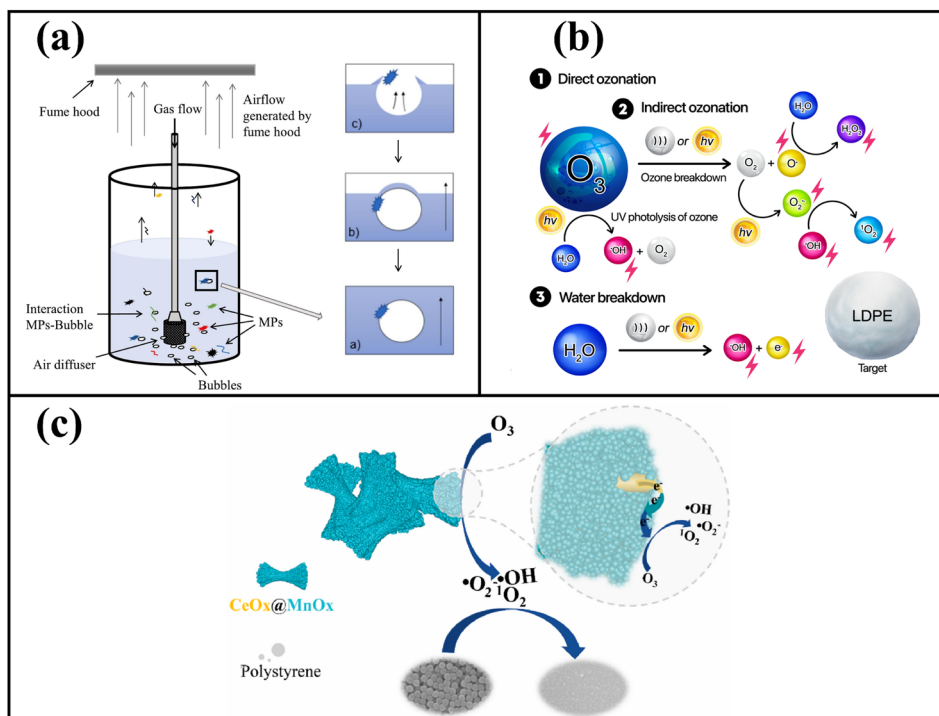 (a)
Fume hood
Gas flow
Airflow
generated by
fume hood
Interaction
MPs-Bubble
Air diffuser
Bubbles
MPs
c)
b)
a)
(b)
1 Direct ozonation
2 Indirect ozonation
O3
))) or hv
Ozone breakdown
O2 + O-
H2O
H2O2
hv
UV photolysis of ozone
H2O
•OH + O2
hv
O2•-
•OH
1O2
3 Water breakdown
H2O
))) or hv
•OH + e-
LDPE
Target
(c)
O3
•O2- •OH
1O2
CeOx@MnOx
Polystyrene
e-
e-
e-
•OH
1O2 •O2-
O3